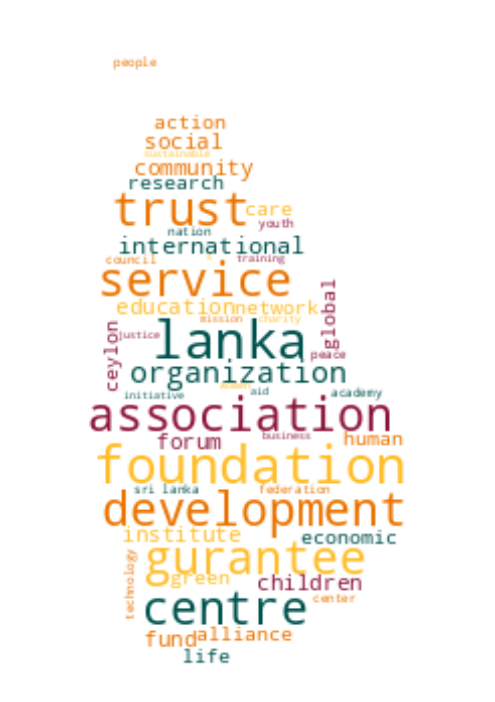 people
action
social
sustainable
community
research
trust
care
youth
nation
international
council
training
service
education
network
global
mission
charity
lanka
justice
ceylon
peace
organization
initiative
aid
academy
association
forum
business
human
foundation
sri lanka
federation
development
institute
economic
gurantee
green
children
technology
center
centre
fund
alliance
life